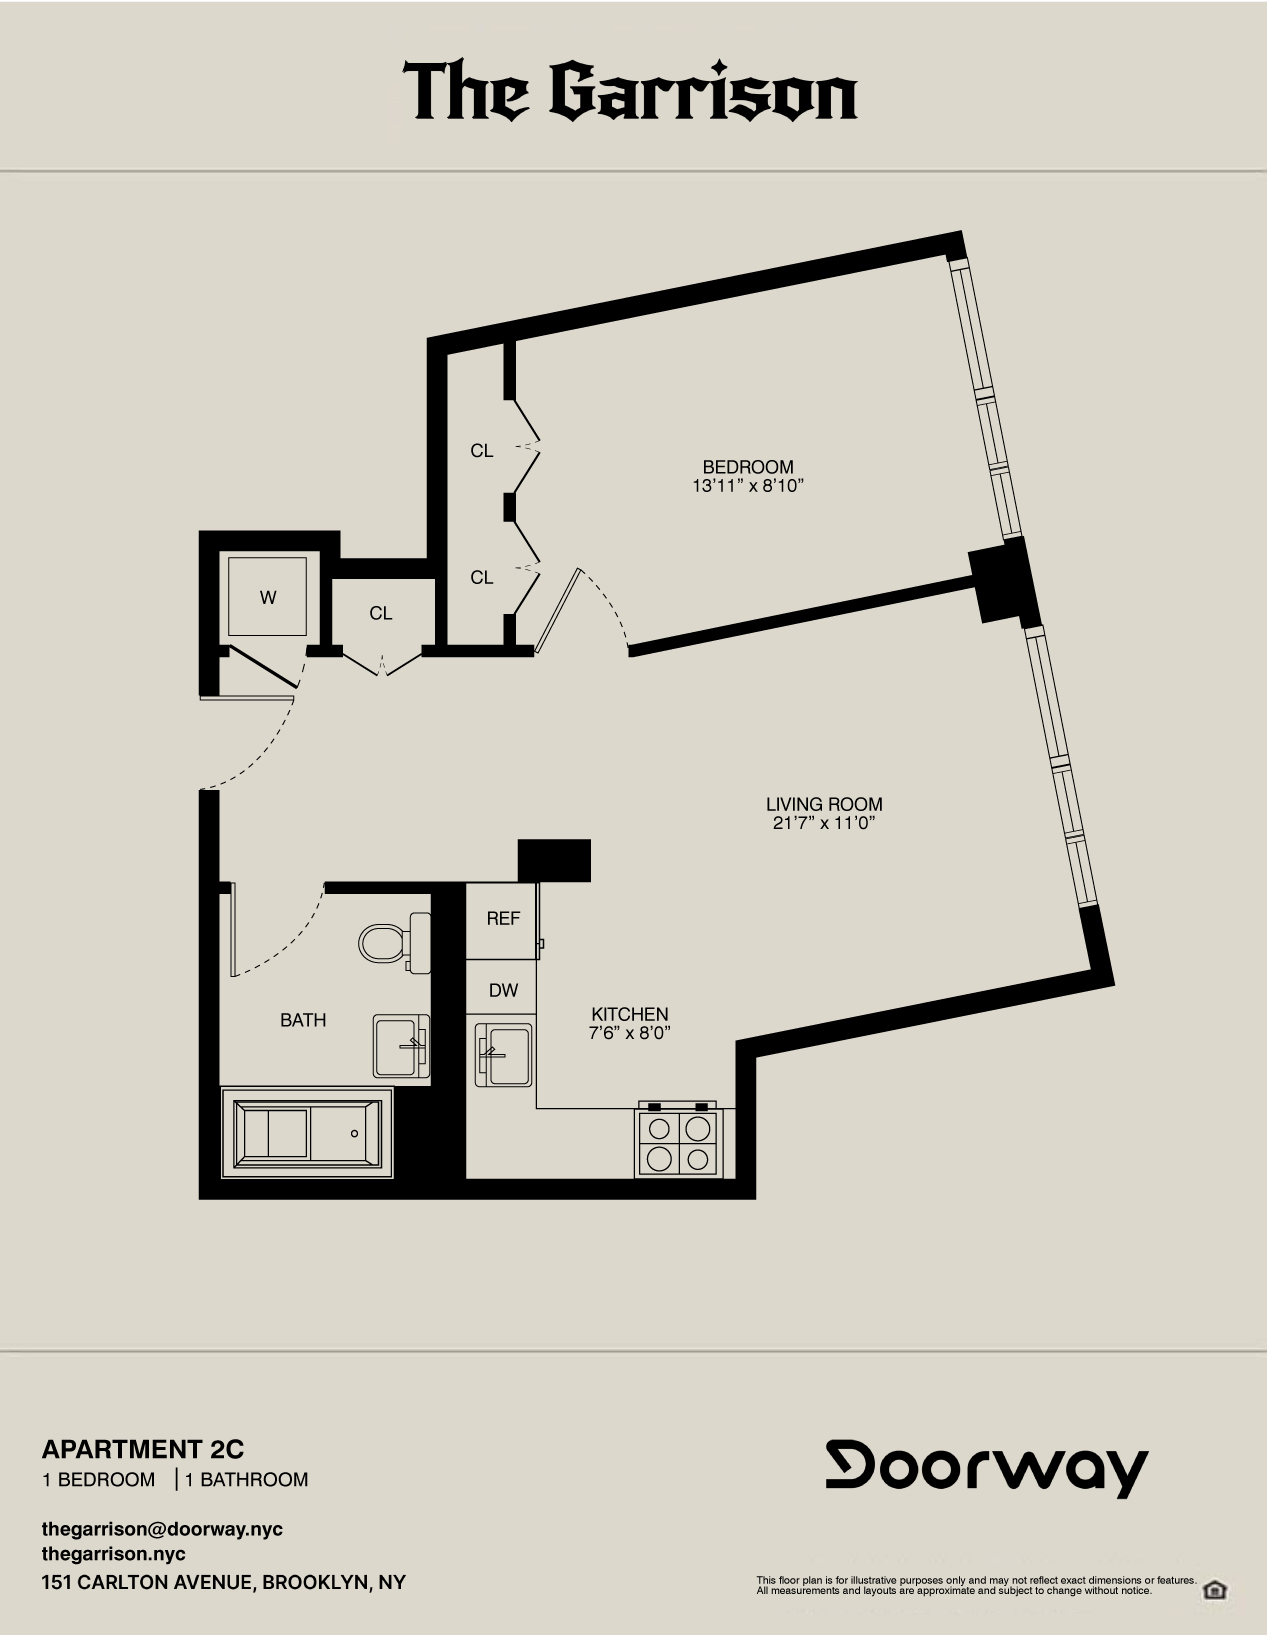 The Garrison
CL
BEDROOM
13'11” x 8'10”
CL
W
CL
LIVING ROOM
21'7” x 11'0”
REF
DW
BATH
KITCHEN
7'6” x 8'0”
APARTMENT 2C
1 BEDROOM | 1 BATHROOM
thegarrison@doorway.nyc
thegarrison.nyc
151 CARLTON AVENUE, BROOKLYN, NY
Doorway
This floor plan is for illustrative purposes only and may not reflect exact dimensions or features.
All measurements and layouts are approximate and subject to change without notice.